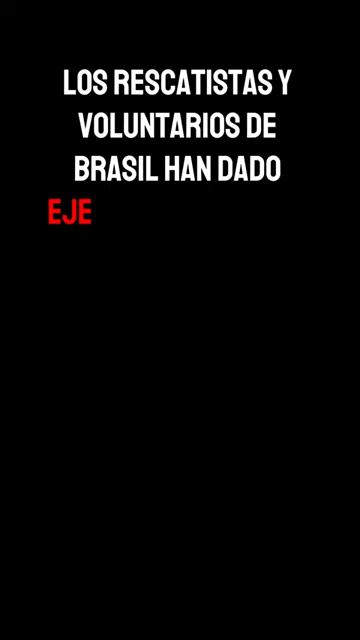 LOS RESCATISTAS Y
VOLUNTARIOS DE
BRASIL HAN DADO
EJE